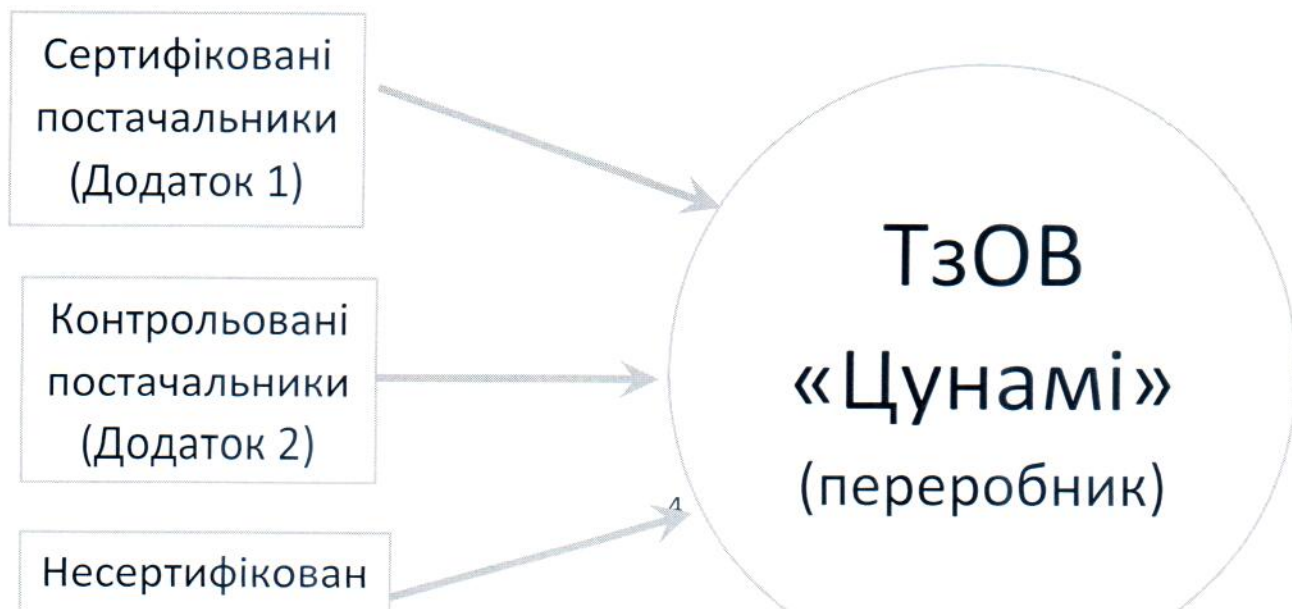 Сертифіковані
постачальники
(Додаток 1)
Контрольовані
постачальники
(Додаток 2)
Несертифікован
ТзОВ
«Цунамі»
(переробник)
4